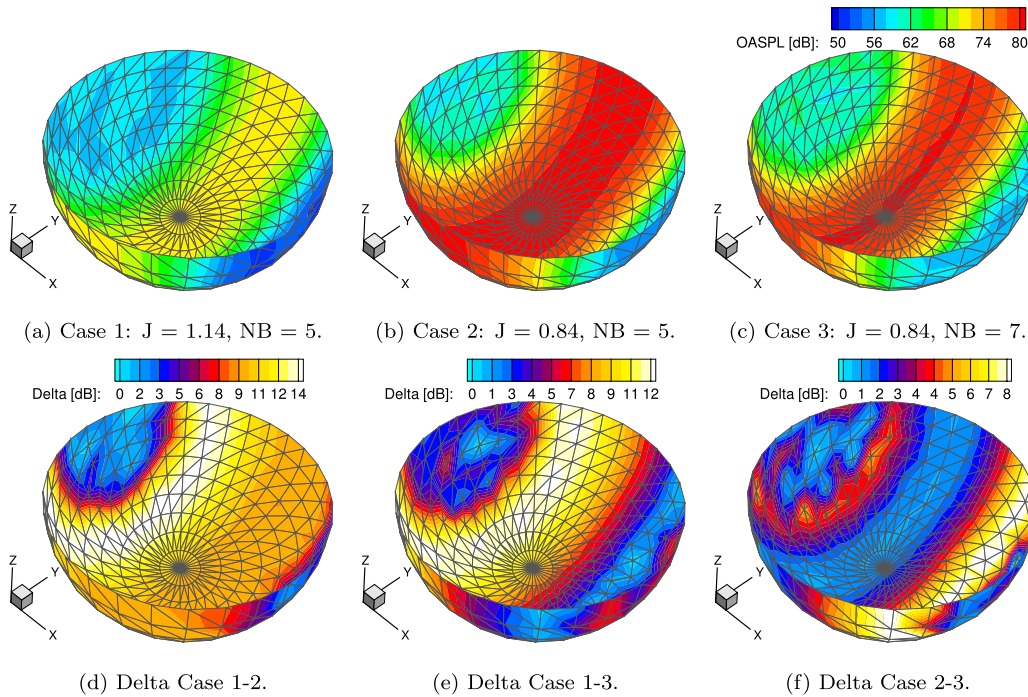 OASPL [dB]: 50 56 62 68 74 80
Z Y X
Z Y X
Z Y X
(a) Case 1: J = 1.14, NB = 5.
(b) Case 2: J = 0.84, NB = 5.
(c) Case 3: J = 0.84, NB = 7.
Delta [dB]: 0 2 3 5 6 8 9 11 12 14
Delta [dB]: 0 1 3 4 5 7 8 9 11 12
Delta [dB]: 0 1 2 3 4 4 5 6 7 8
Z Y X
Z Y X
Z Y X
(d) Delta Case 1-2.
(e) Delta Case 1-3.
(f) Delta Case 2-3.